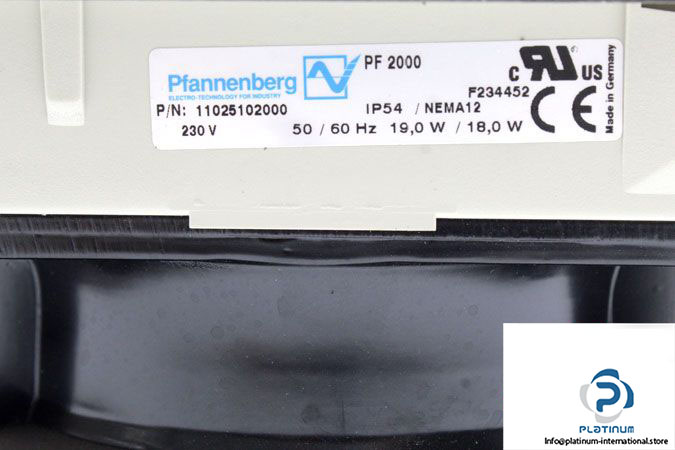 Pfannenberg
ELECTRO-TECHNOLOGY FOR INDUSTRY
PF 2000
c RU US
F234452
CE
Made in Germany
P/N: 11025102000
IP54 / NEMA12
230 V
50 / 60 Hz 19,0 W / 18,0 W
PLATINUM
Info@platinum-international.store